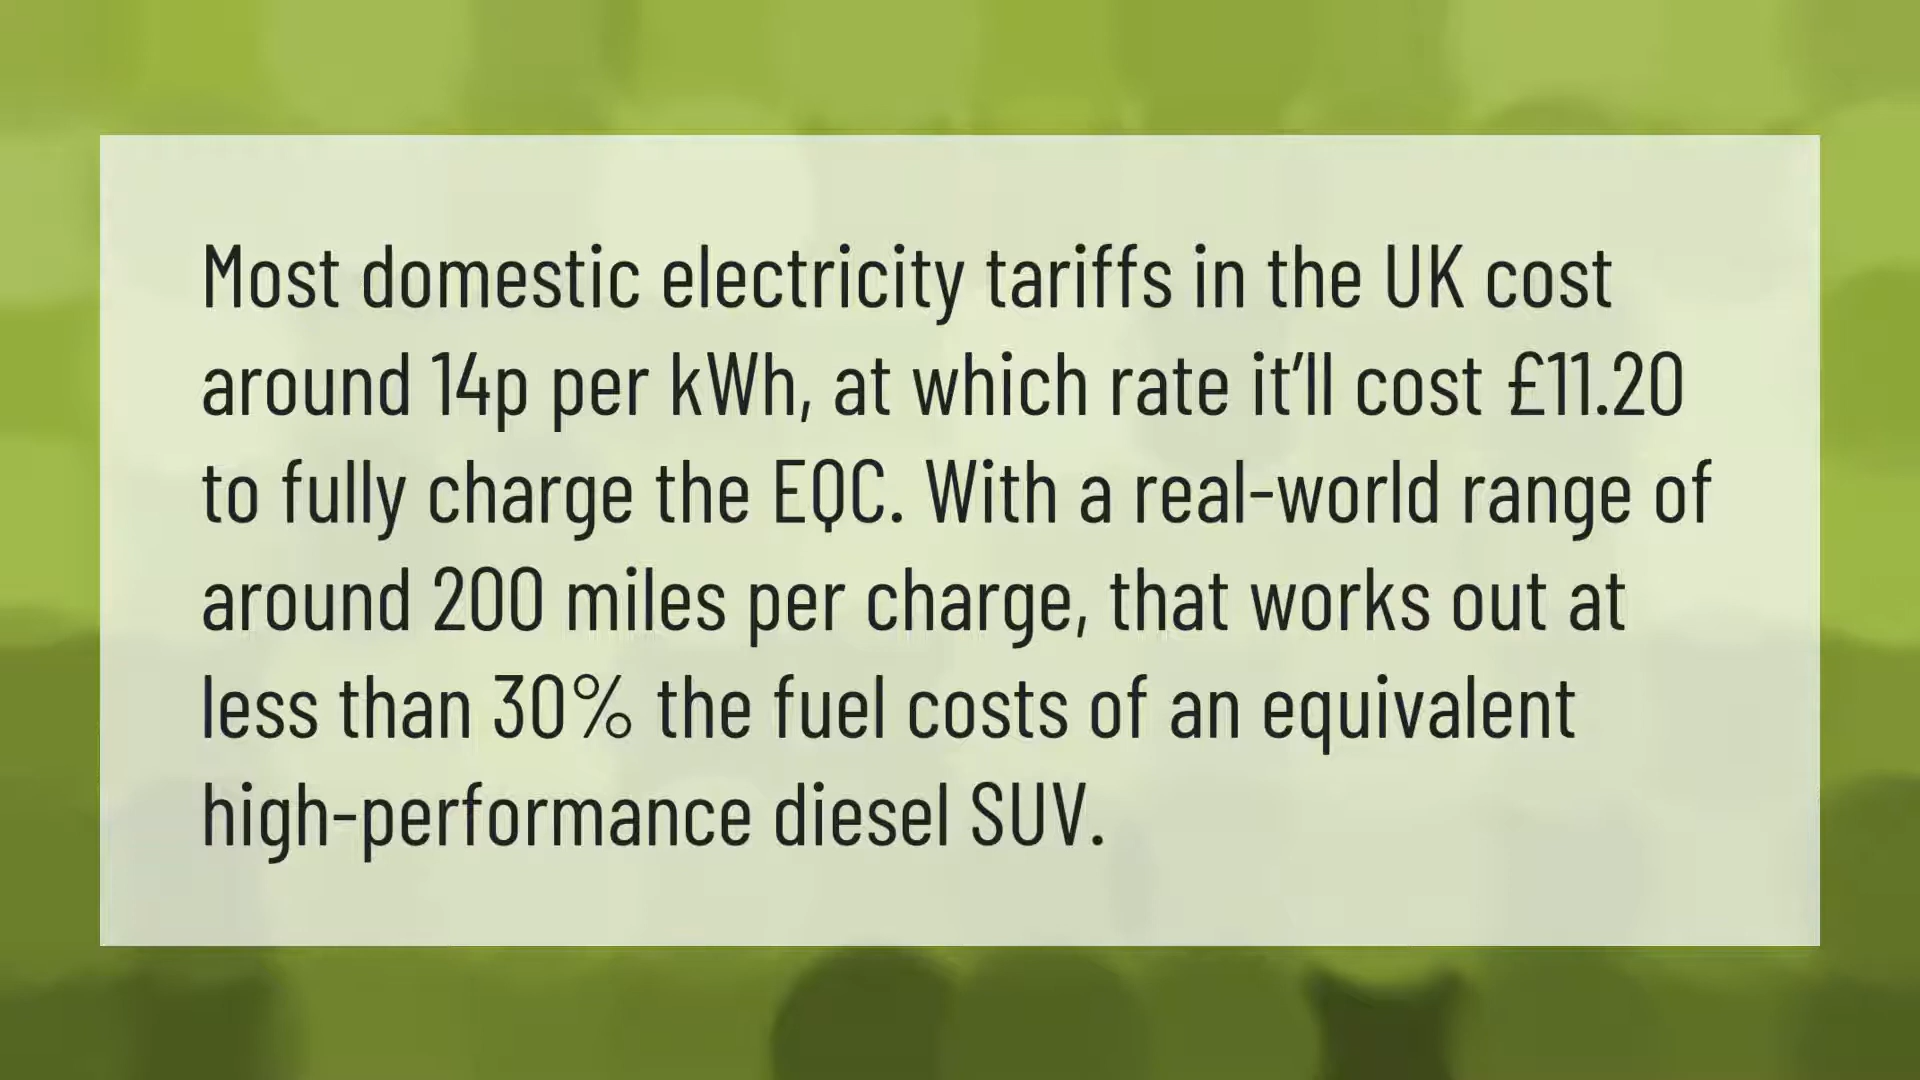 Most domestic electricity tariffs in the UK cost
around 14p per kWh, at which rate it’ll cost £11.20
to fully charge the EQC. With a real-world range of
around 200 miles per charge, that works out at
less than 30% the fuel costs of an equivalent
high-performance diesel SUV.